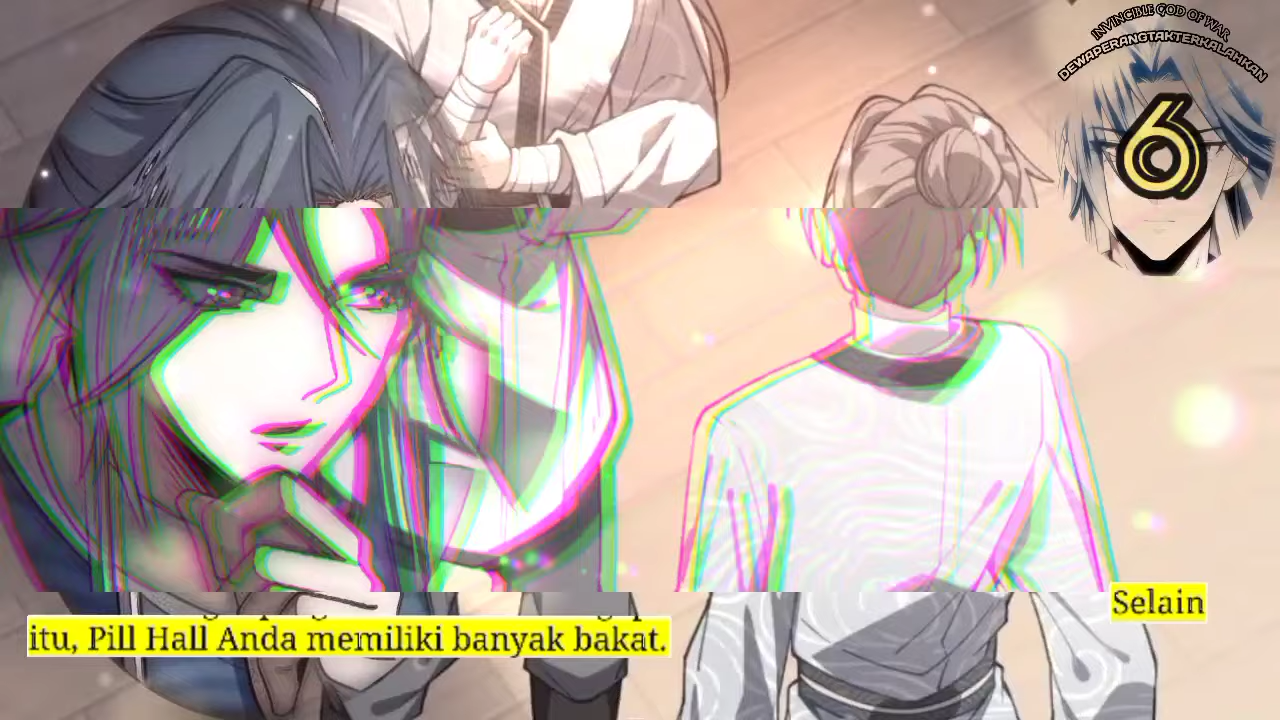 INVINCIBLE GOD OF WAR
DEWAPERANGTAKTERKALAHKAN
6
Selain
itu, Pill Hall Anda memiliki banyak bakat.